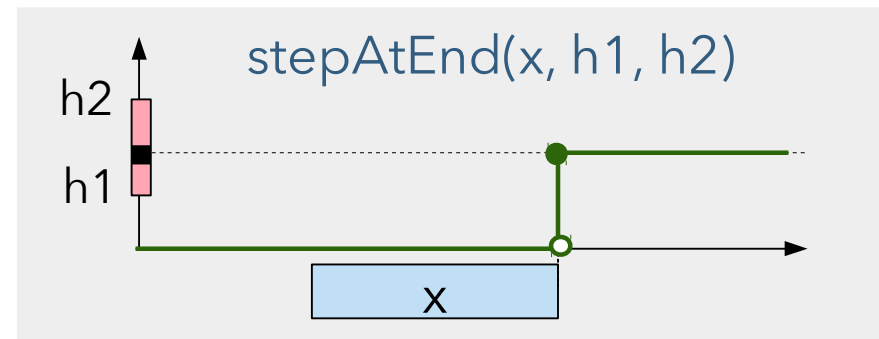 stepAtEnd(x, h1, h2)
h2
h1
x